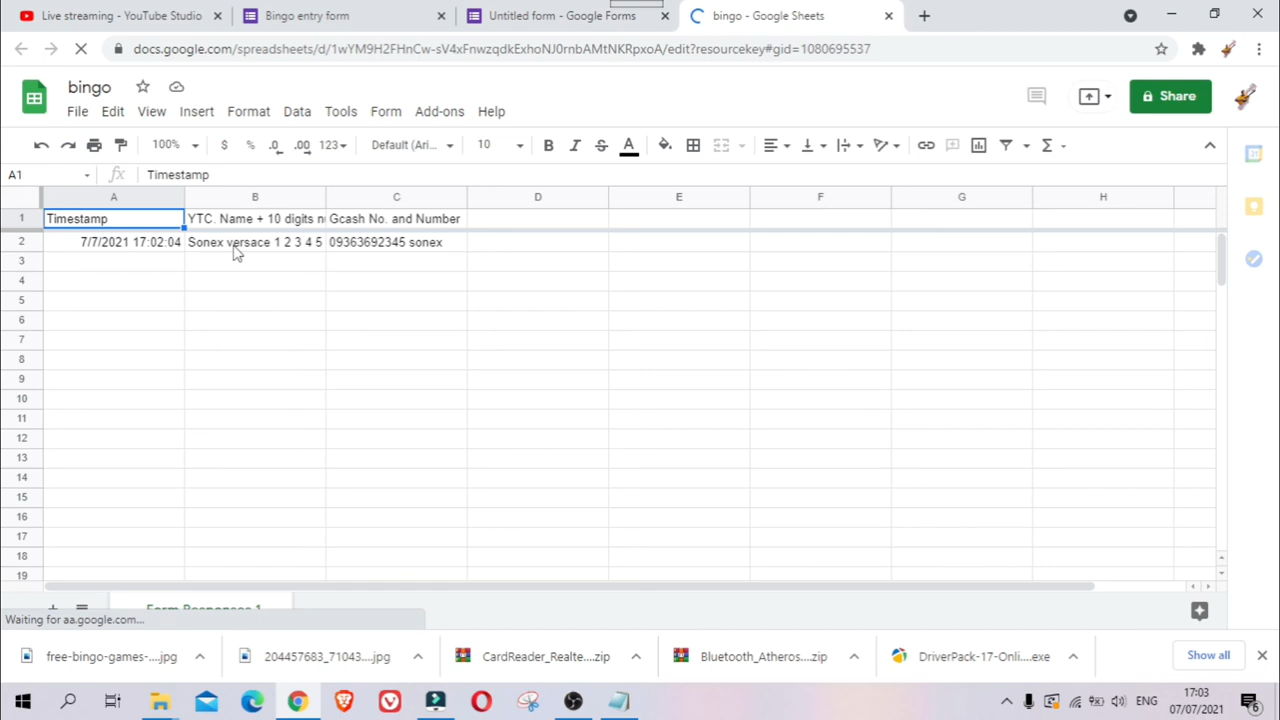 Live streaming - YouTube Studio
Bingo entry form
Untitled form - Google Forms
bingo - Google Sheets
docs.google.com/spreadsheets/d/1wYM9H2FHnCw-sV4xFnwzqdkExhoNJ0rnbAMtNKRpxoA/edit?resourcekey#gid=1080695537
bingo
File Edit View Insert Format Data Form Add-ons Help
Share
100% $ % .0 .00 123 Default (Ari... 10 B I S A Σ
A1 fx Timestamp
A B C D E F G H
1 Timestamp YTC. Name + 10 digits nu Gcash No. and Number
2 7/7/2021 17:02:04 Sonex versace 1 2 3 4 5 09363692345 sonex
3
4
5
6
7
8
9
10
11
12
13
14
15
16
17
18
19
Form Responses 1
Waiting for aa.google.com...
free-bingo-games-....jpg
204457683_71043....jpg
CardReader_Realte....zip
Bluetooth_Atheros....zip
DriverPack-17-Onli....exe
Show all
ENG
17:03
07/07/2021
6